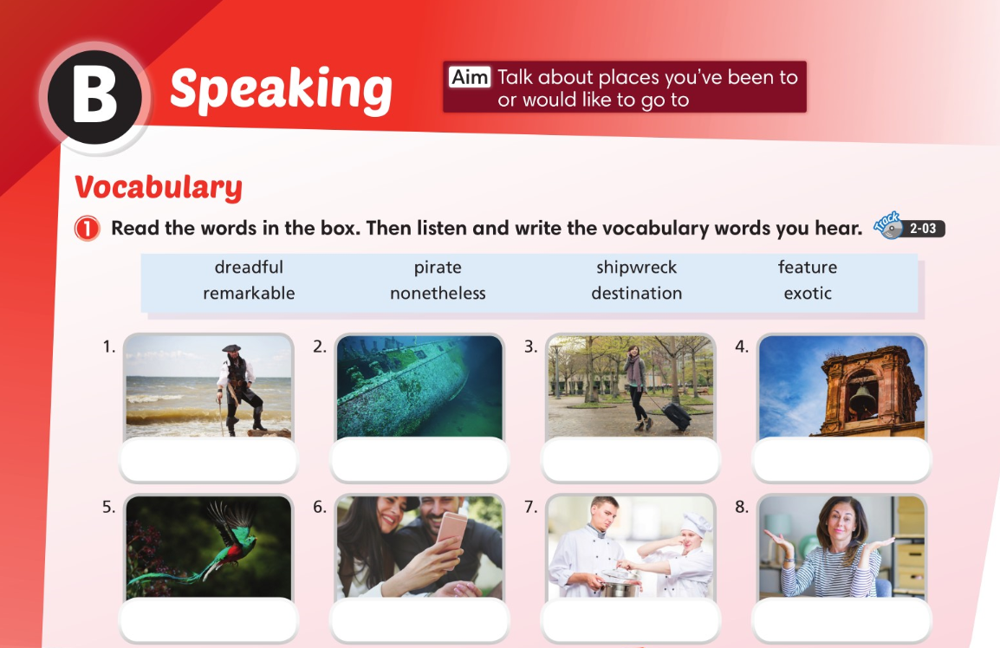 B
Speaking
Aim Talk about places you've been to
or would like to go to
Vocabulary
1 Read the words in the box. Then listen and write the vocabulary words you hear. Track 2-03
dreadful pirate shipwreck feature
remarkable nonetheless destination exotic
1. 2. 3. 4.
5. 6. 7. 8.